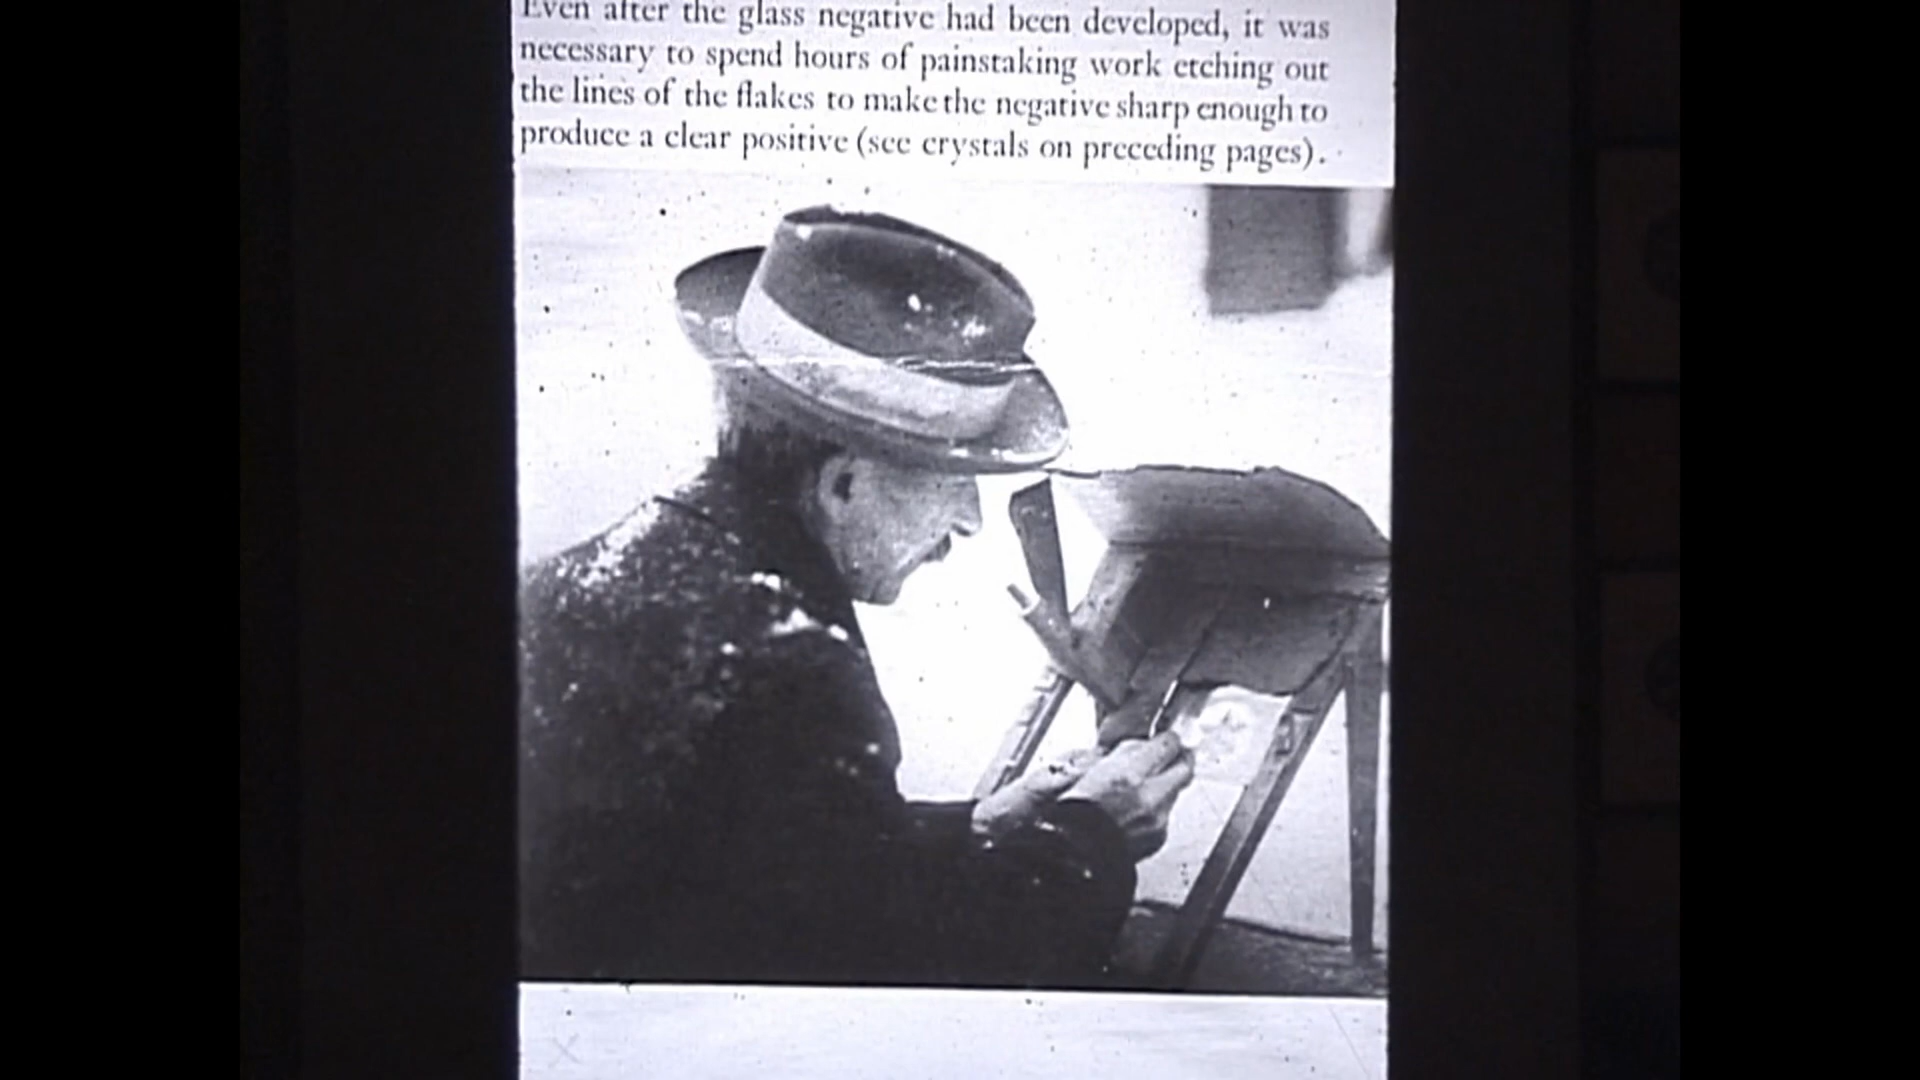 Even after the glass negative had been developed, it was
necessary to spend hours of painstaking work etching out
the lines of the flakes to make the negative sharp enough to
produce a clear positive (see crystals on preceding pages).